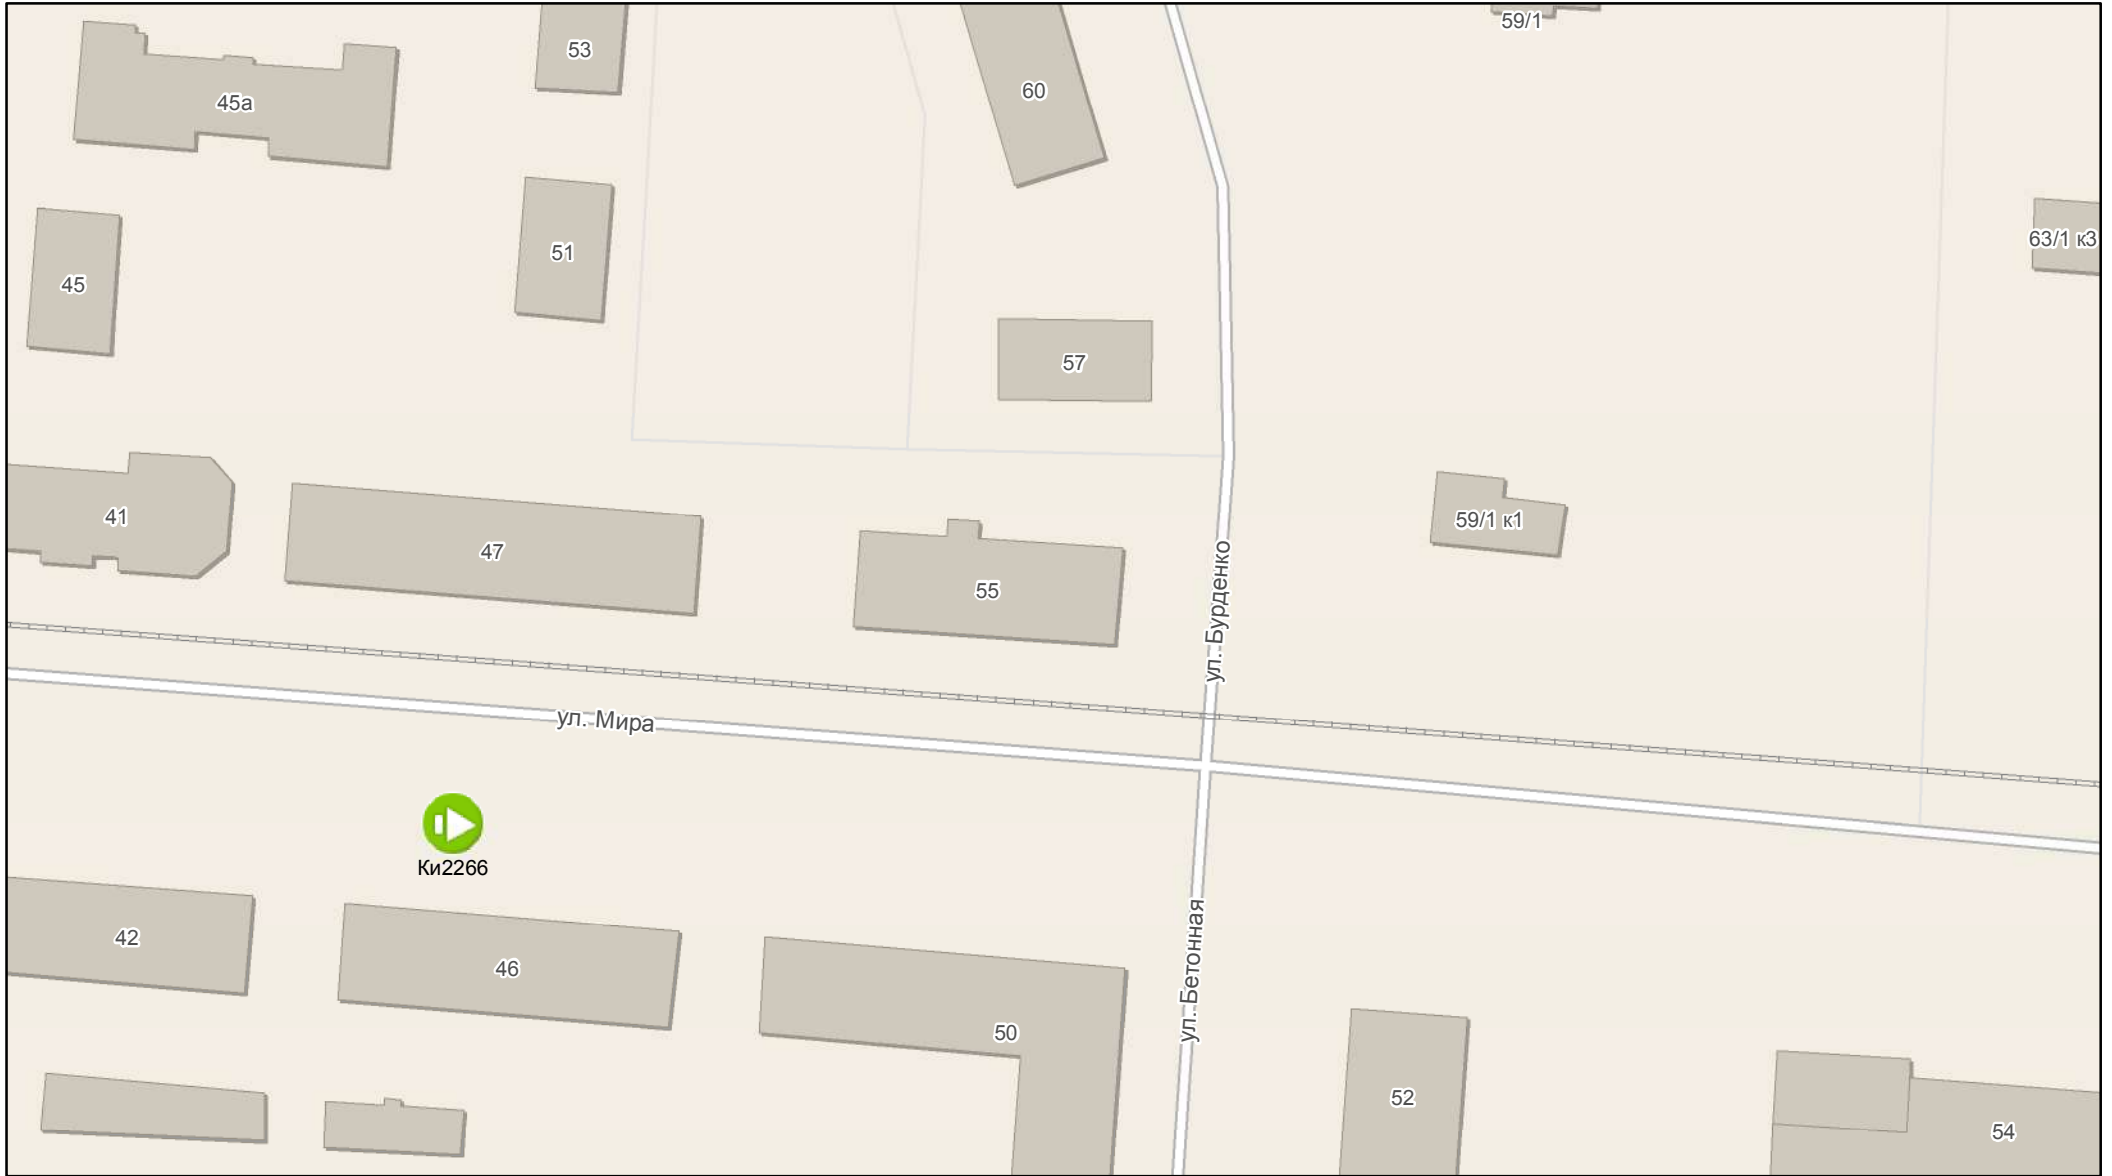 59/1
53
60
45а
63/1 к3
51
45
57
41
59/1 к1
47
55
ул. Бурденко
ул. Мира
Ки2266
42
46
ул. Бетонная
50
52
54